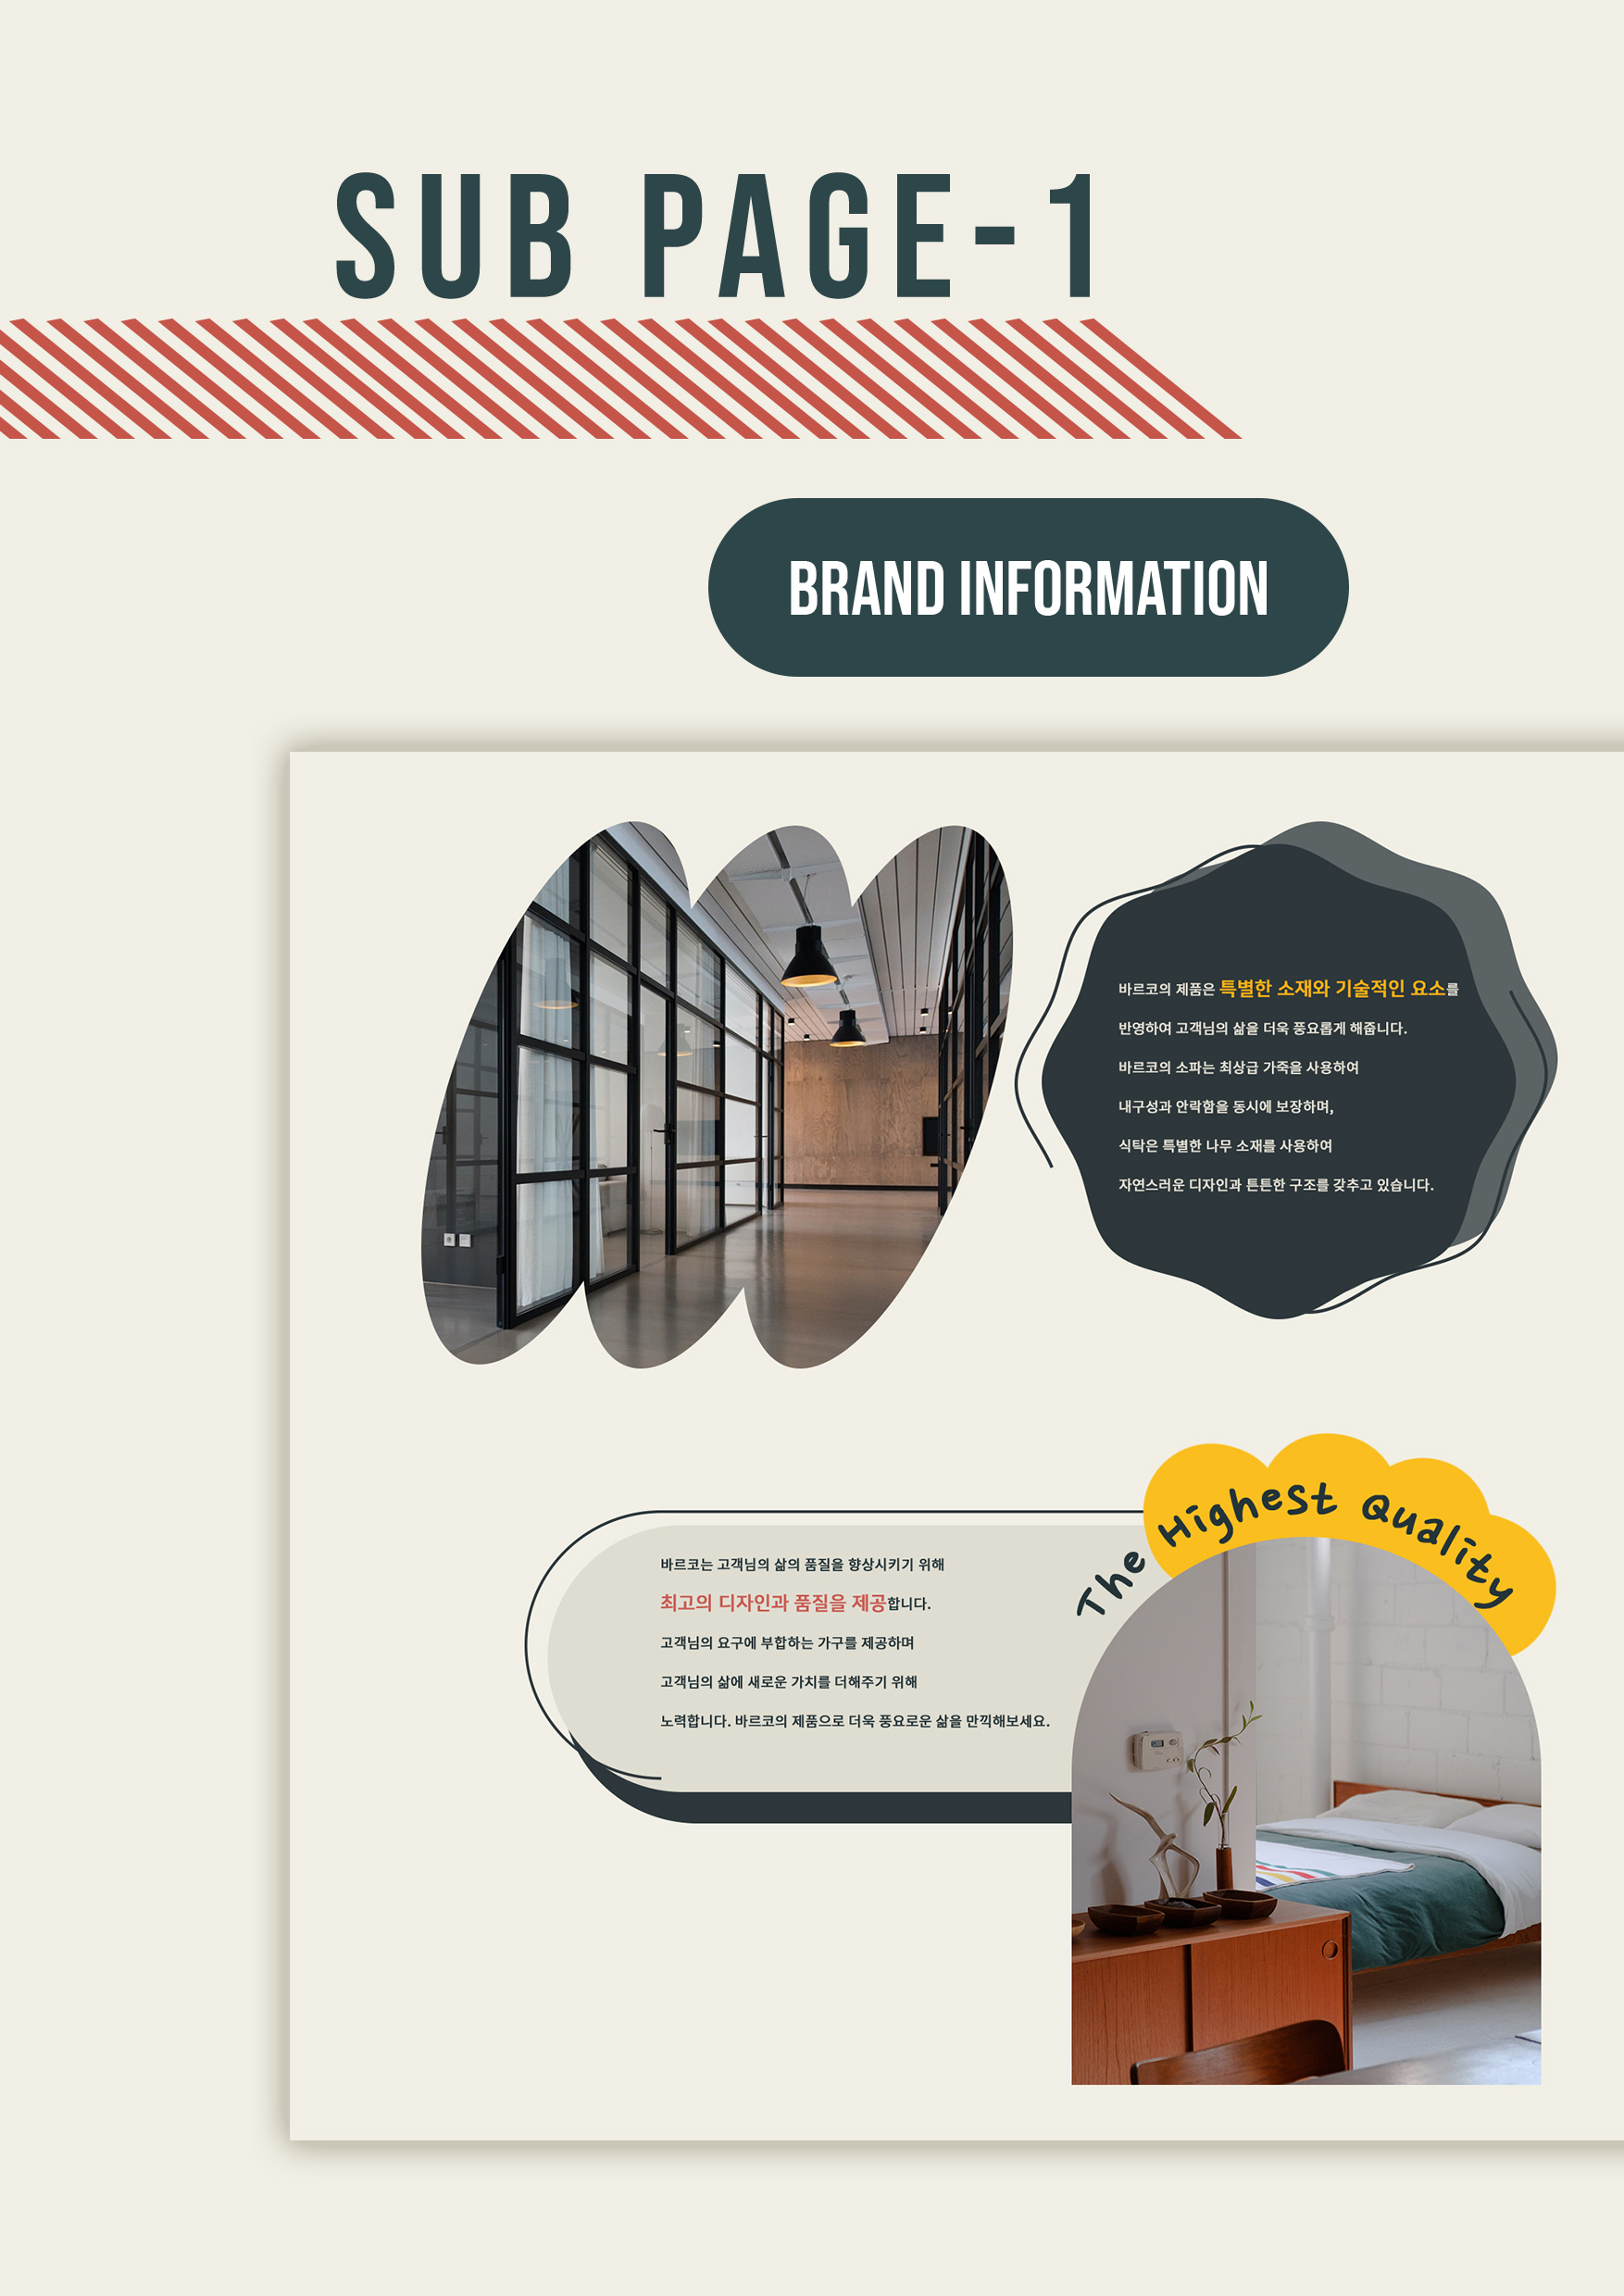 SUB PAGE-1
BRAND INFORMATION
바르코의 제품은 특별한 소재와 기술적인 요소를
반영하여 고객님의 삶을 더욱 풍요롭게 해줍니다.
바르코의 소파는 최상급 가죽을 사용하여
내구성과 안락함을 동시에 보장하며,
식탁은 특별한 나무 소재를 사용하여
자연스러운 디자인과 튼튼한 구조를 갖추고 있습니다.
The Highest Quality
바르코는 고객님의 삶의 품질을 향상시키기 위해
최고의 디자인과 품질을 제공합니다.
고객님의 요구에 부합하는 가구를 제공하며
고객님의 삶에 새로운 가치를 더해주기 위해
노력합니다. 바르코의 제품으로 더욱 풍요로운 삶을 만끽해보세요.